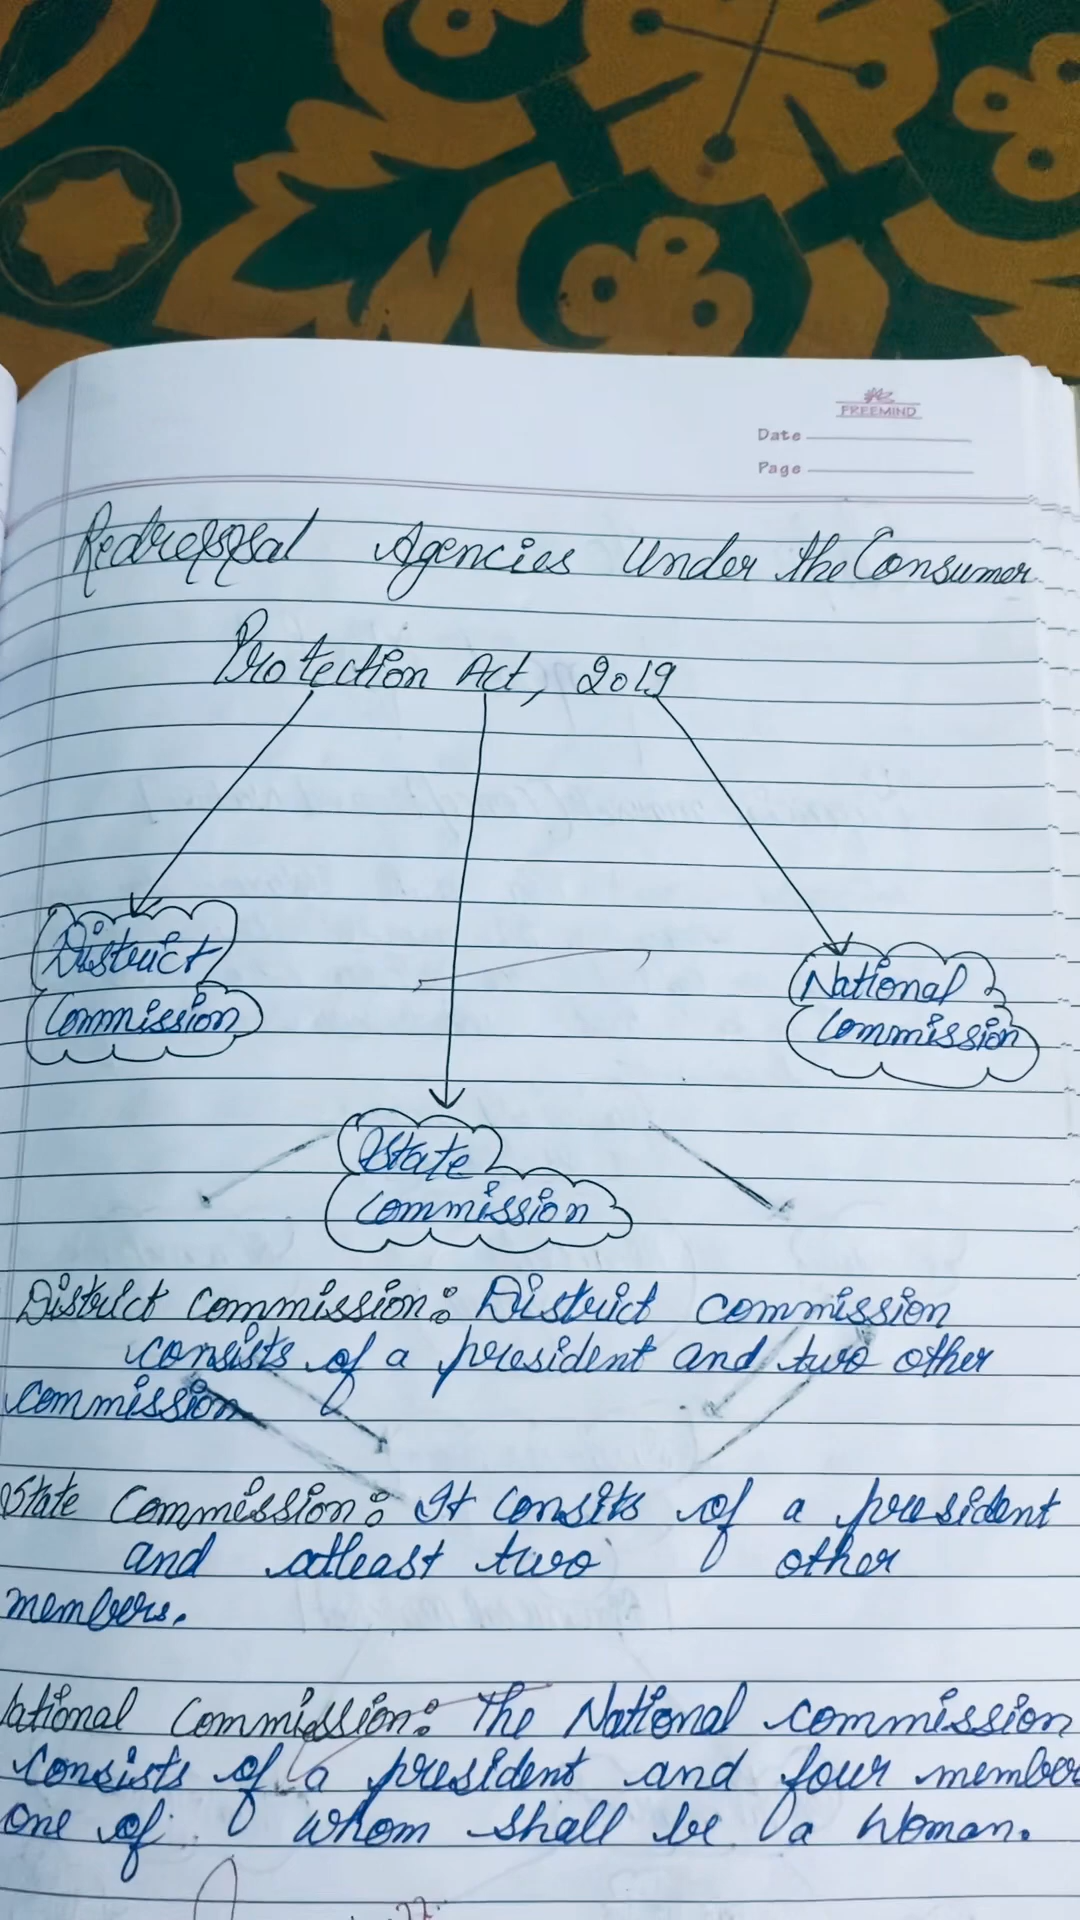 FREEMIND
Date
Page
Redressal Agencies Under the Consumer
Protection Act, 2019
District
Commission
National
Commission
State
Commission
District Commission: District commission
consists of a president and two other
commission
State Commission: It consits of a president
and atleast two other
members.
National Commission: The National commission
consists of a president and four member
one of whom shall be a Woman.